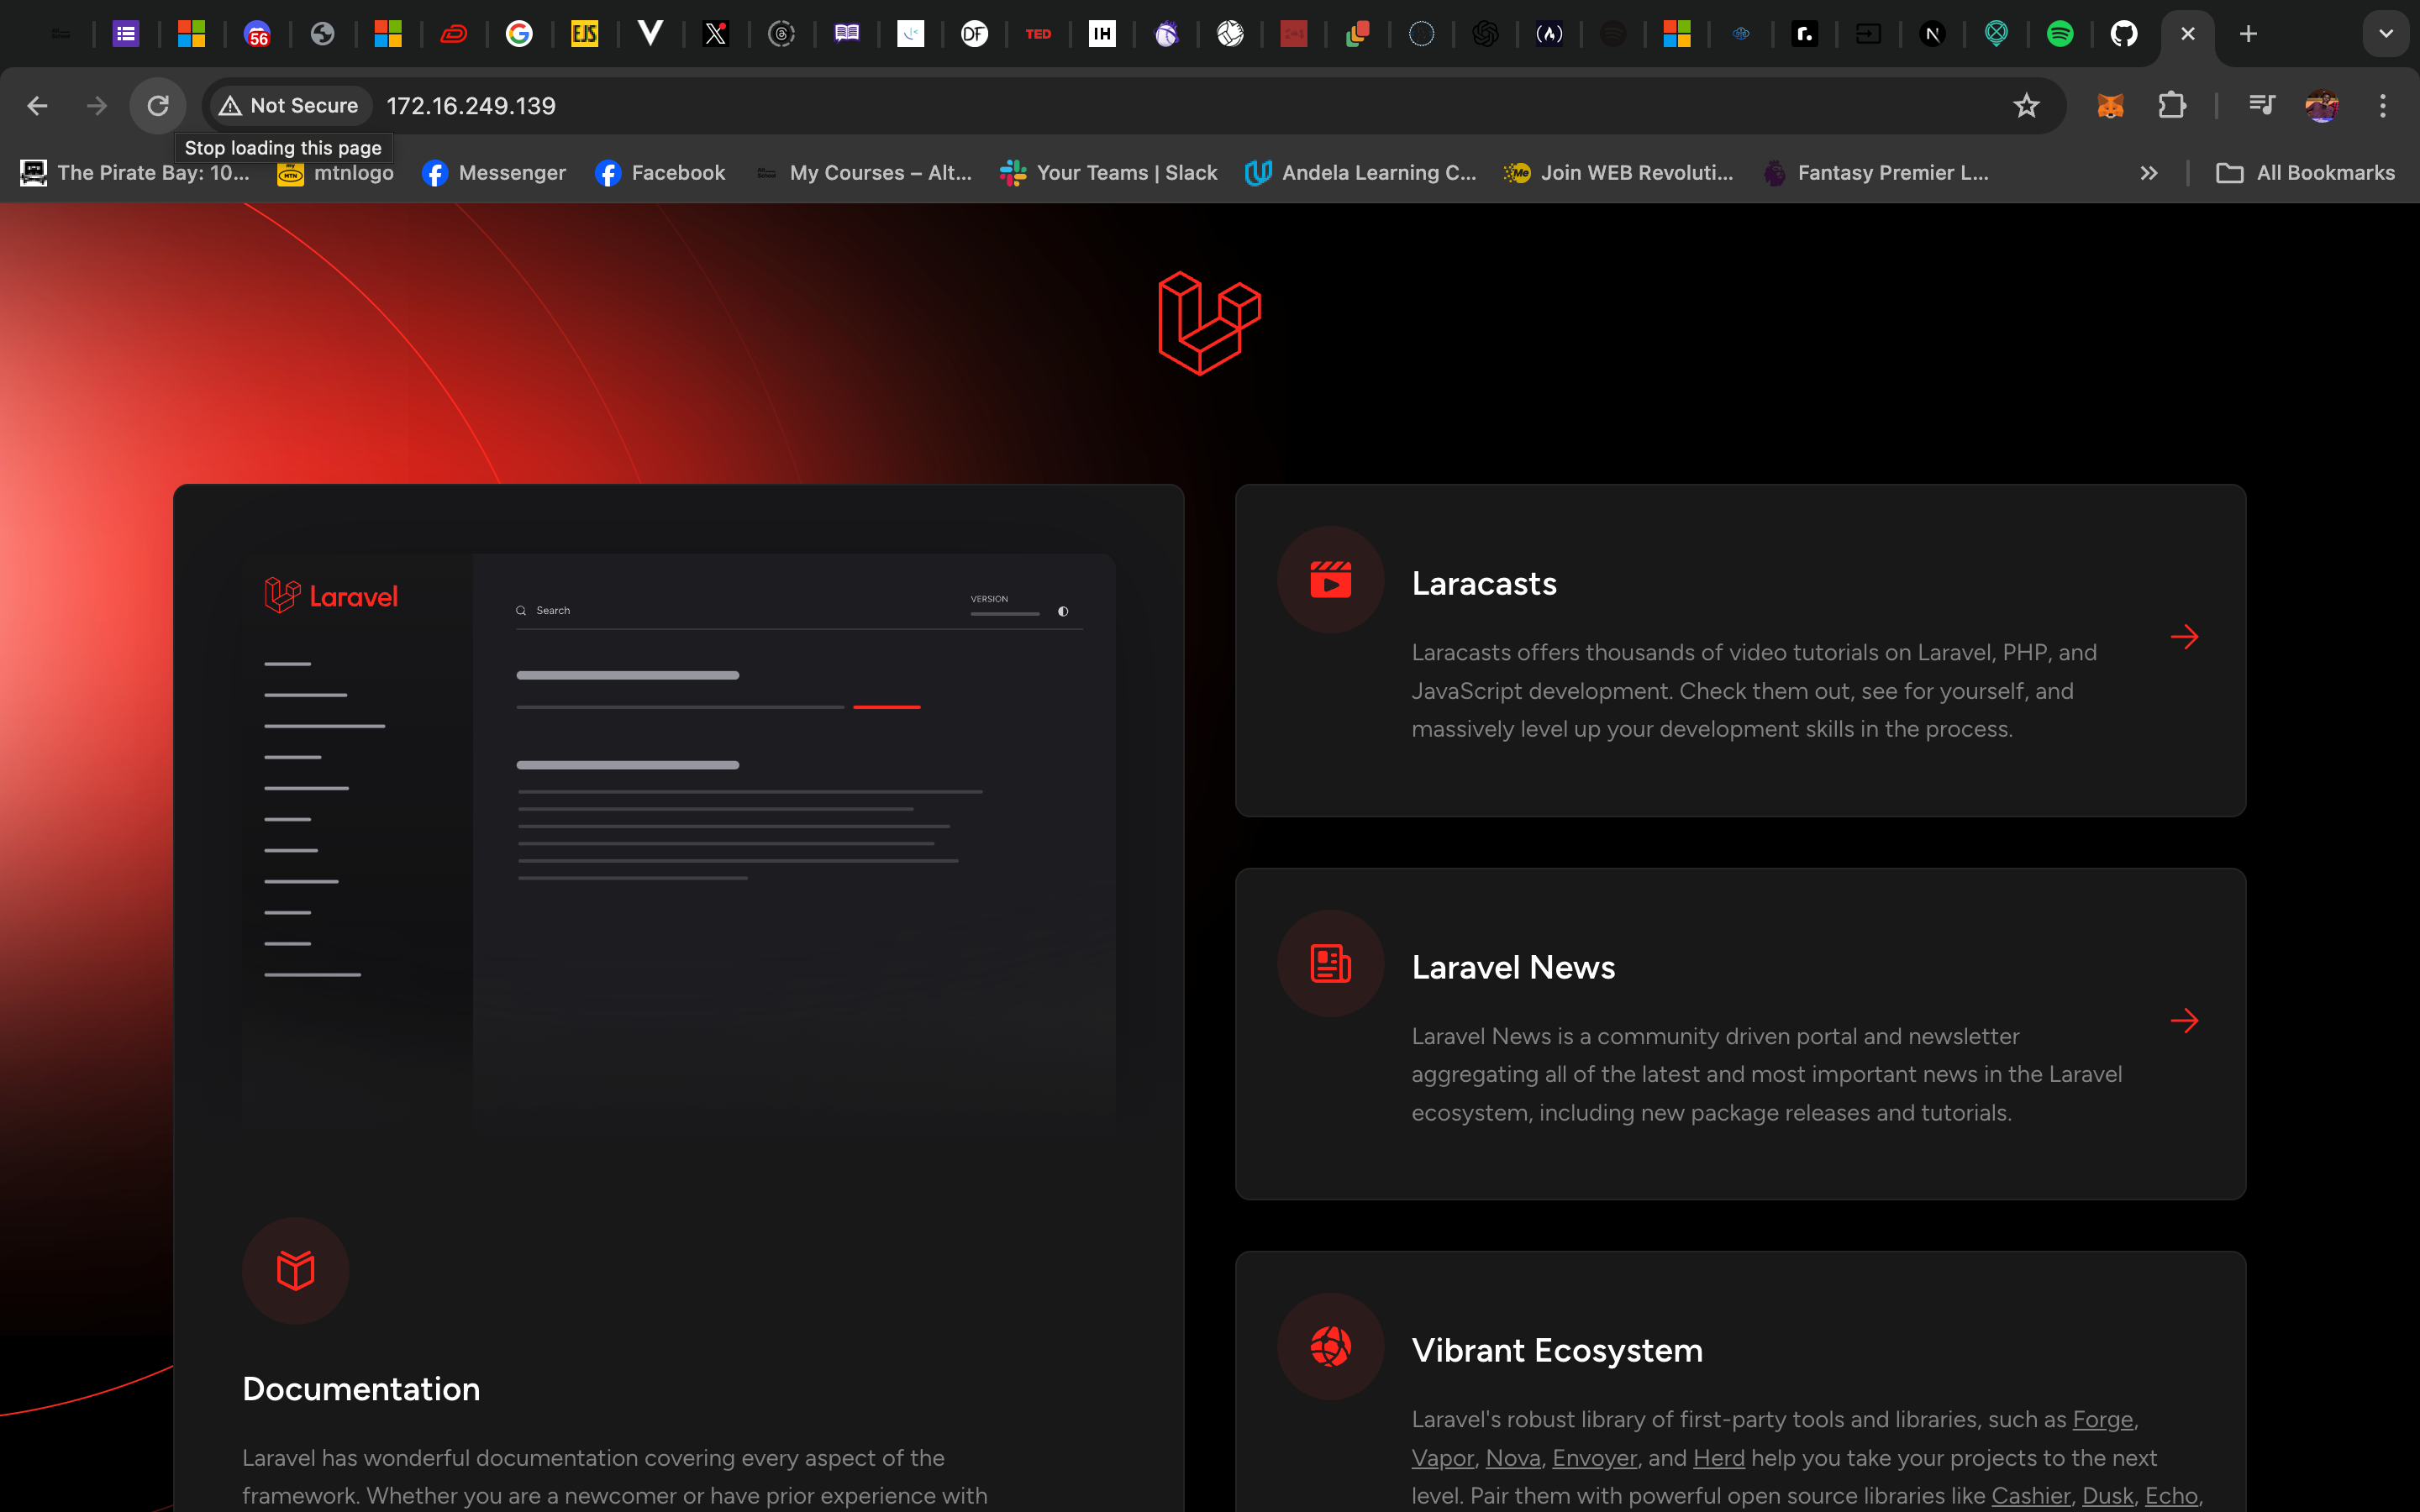 56
EJS
DF
TED
IH
Not Secure
172.16.249.139
Stop loading this page
The Pirate Bay: 10...
mtnlogo
Messenger
Facebook
My Courses – Alt...
Your Teams | Slack
Andela Learning C...
Join WEB Revoluti...
Fantasy Premier L...
All Bookmarks
Laravel
Search
VERSION
Laracasts
Laracasts offers thousands of video tutorials on Laravel, PHP, and
JavaScript development. Check them out, see for yourself, and
massively level up your development skills in the process.
Laravel News
Laravel News is a community driven portal and newsletter
aggregating all of the latest and most important news in the Laravel
ecosystem, including new package releases and tutorials.
Documentation
Laravel has wonderful documentation covering every aspect of the
framework. Whether you are a newcomer or have prior experience with
Vibrant Ecosystem
Laravel's robust library of first-party tools and libraries, such as Forge,
Vapor, Nova, Envoyer, and Herd help you take your projects to the next
level. Pair them with powerful open source libraries like Cashier, Dusk, Echo,